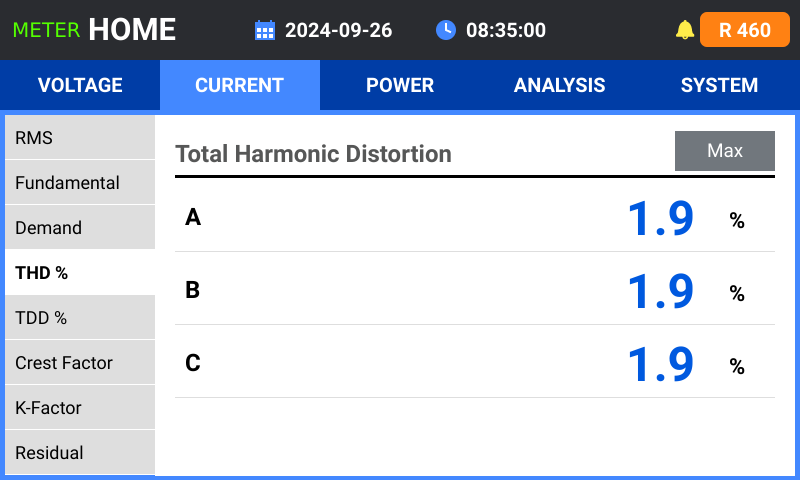 METER HOME 2024-09-26 08:35:00 R 460
VOLTAGE CURRENT POWER ANALYSIS SYSTEM
RMS
Fundamental
Demand
THD %
TDD %
Crest Factor
K-Factor
Residual
Total Harmonic Distortion Max
A 1.9 %
B 1.9 %
C 1.9 %